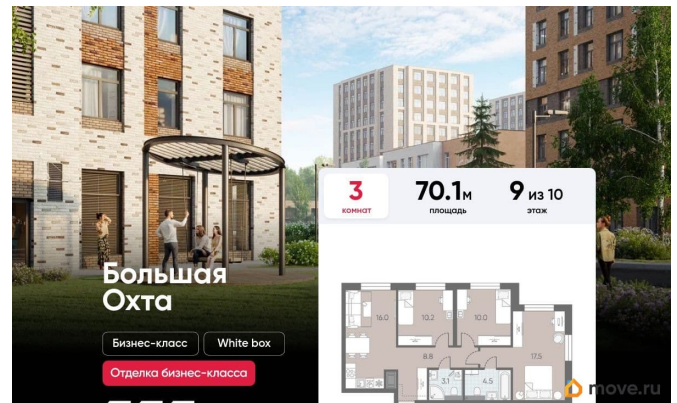 3
комнат
70.1м
площадь
9 из 10
этаж
Большая
Охта
Бизнес-класс
White box
Отделка бизнес-класса
16.0
10.2
10.0
17.5
8.8
3.1
4.5
move.ru